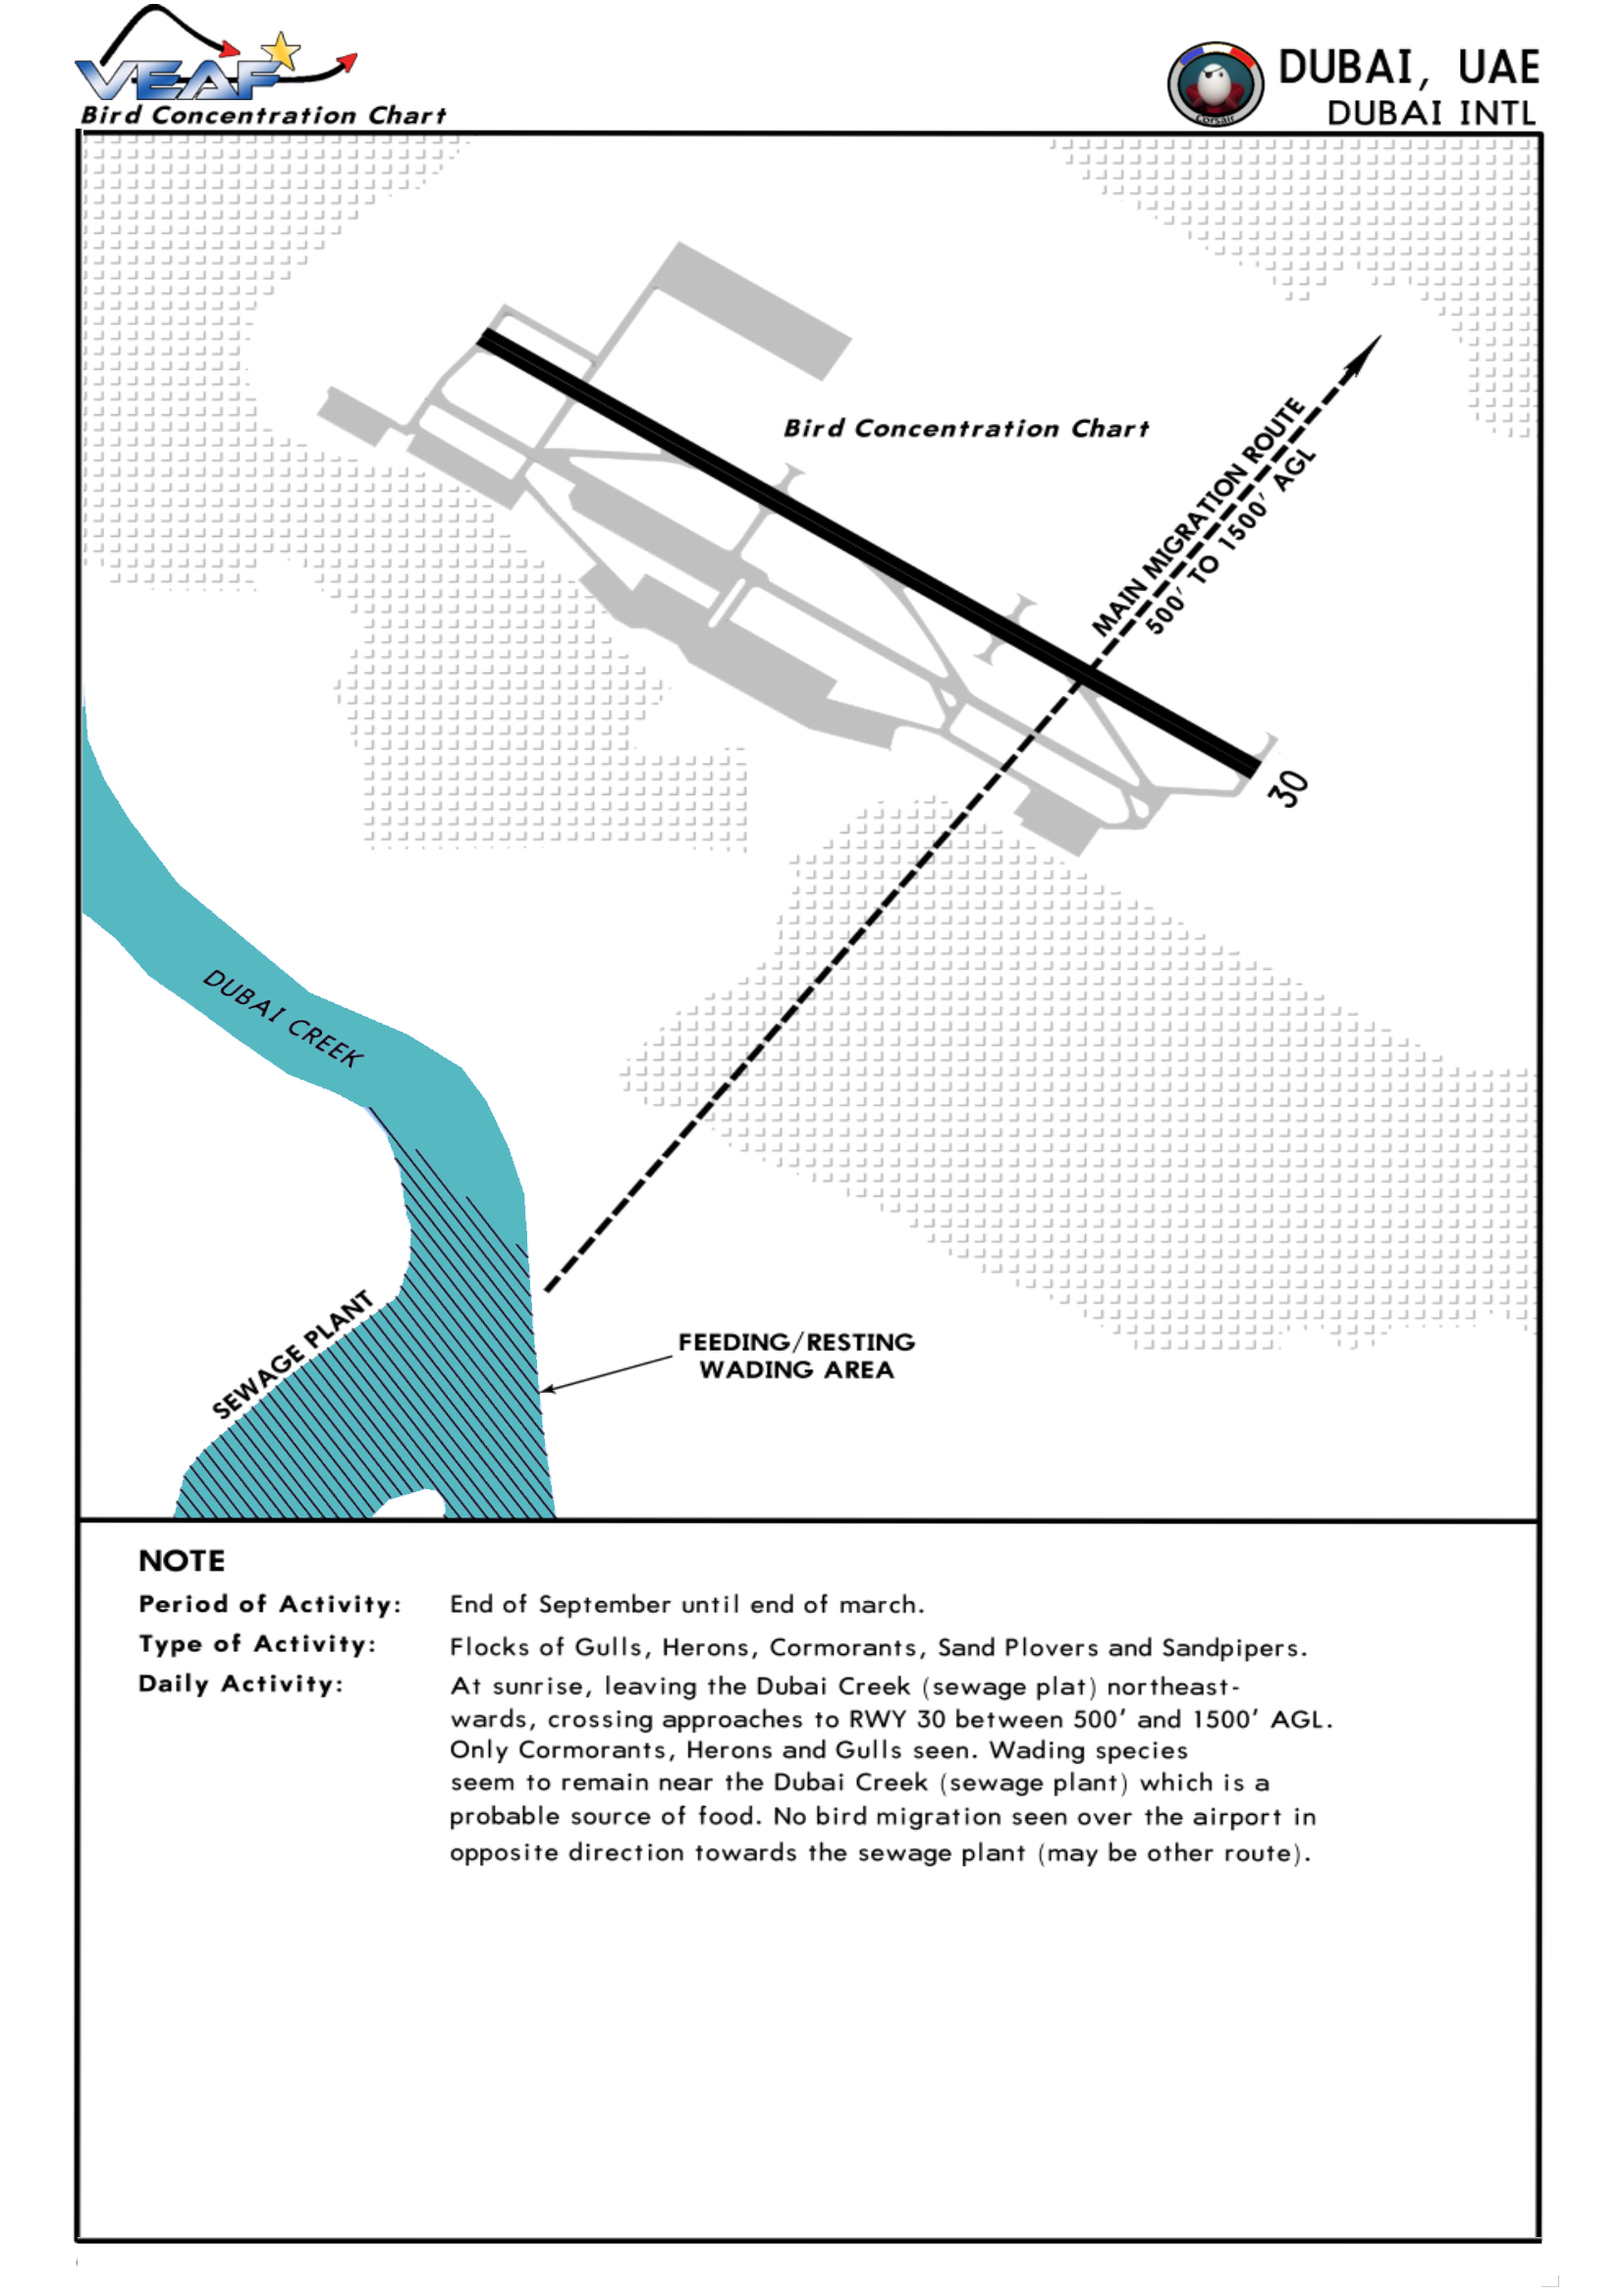 VEAF
Bird Concentration Chart
Corsair
DUBAI, UAE
DUBAI INTL
Bird Concentration Chart
MAIN MIGRATION ROUTE
500' TO 1500' AGL
30
DUBAI CREEK
SEWAGE PLANT
FEEDING/RESTING
WADING AREA
NOTE
Period of Activity: End of September until end of march.
Type of Activity: Flocks of Gulls, Herons, Cormorants, Sand Plovers and Sandpipers.
Daily Activity: At sunrise, leaving the Dubai Creek (sewage plat) northeast-
wards, crossing approaches to RWY 30 between 500' and 1500' AGL.
Only Cormorants, Herons and Gulls seen. Wading species
seem to remain near the Dubai Creek (sewage plant) which is a
probable source of food. No bird migration seen over the airport in
opposite direction towards the sewage plant (may be other route).